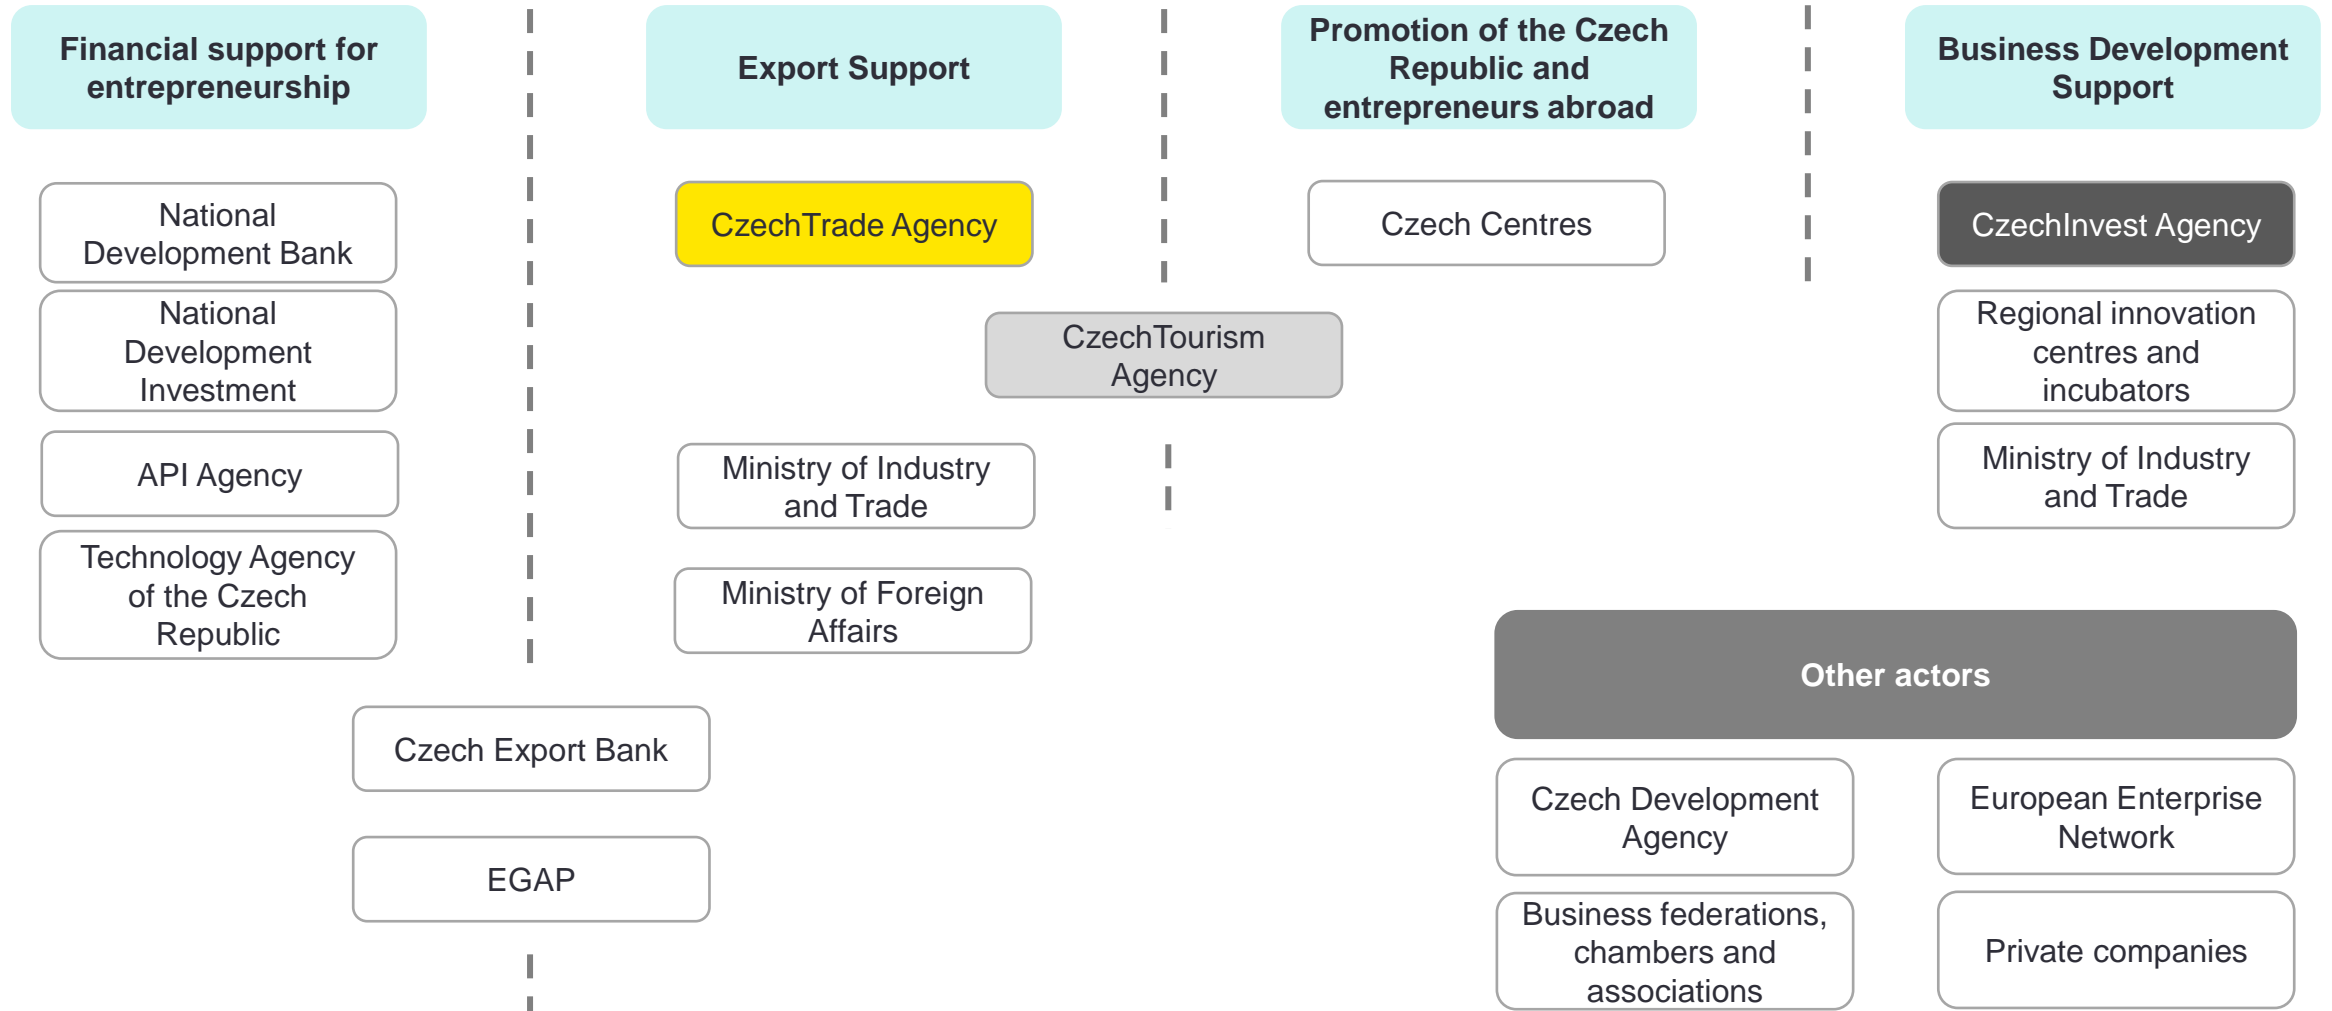 Financial support for
entrepreneurship
Export Support
Promotion of the Czech
Republic and
entrepreneurs abroad
Business Development
Support
National
Development Bank
National
Development
Investment
API Agency
Technology Agency
of the Czech
Republic
CzechTrade Agency
Czech Centres
CzechTourism
Agency
Ministry of Industry
and Trade
Ministry of Foreign
Affairs
CzechInvest Agency
Regional innovation
centres and
incubators
Ministry of Industry
and Trade
Czech Export Bank
EGAP
Other actors
Czech Development
Agency
European Enterprise
Network
Business federations,
chambers and
associations
Private companies